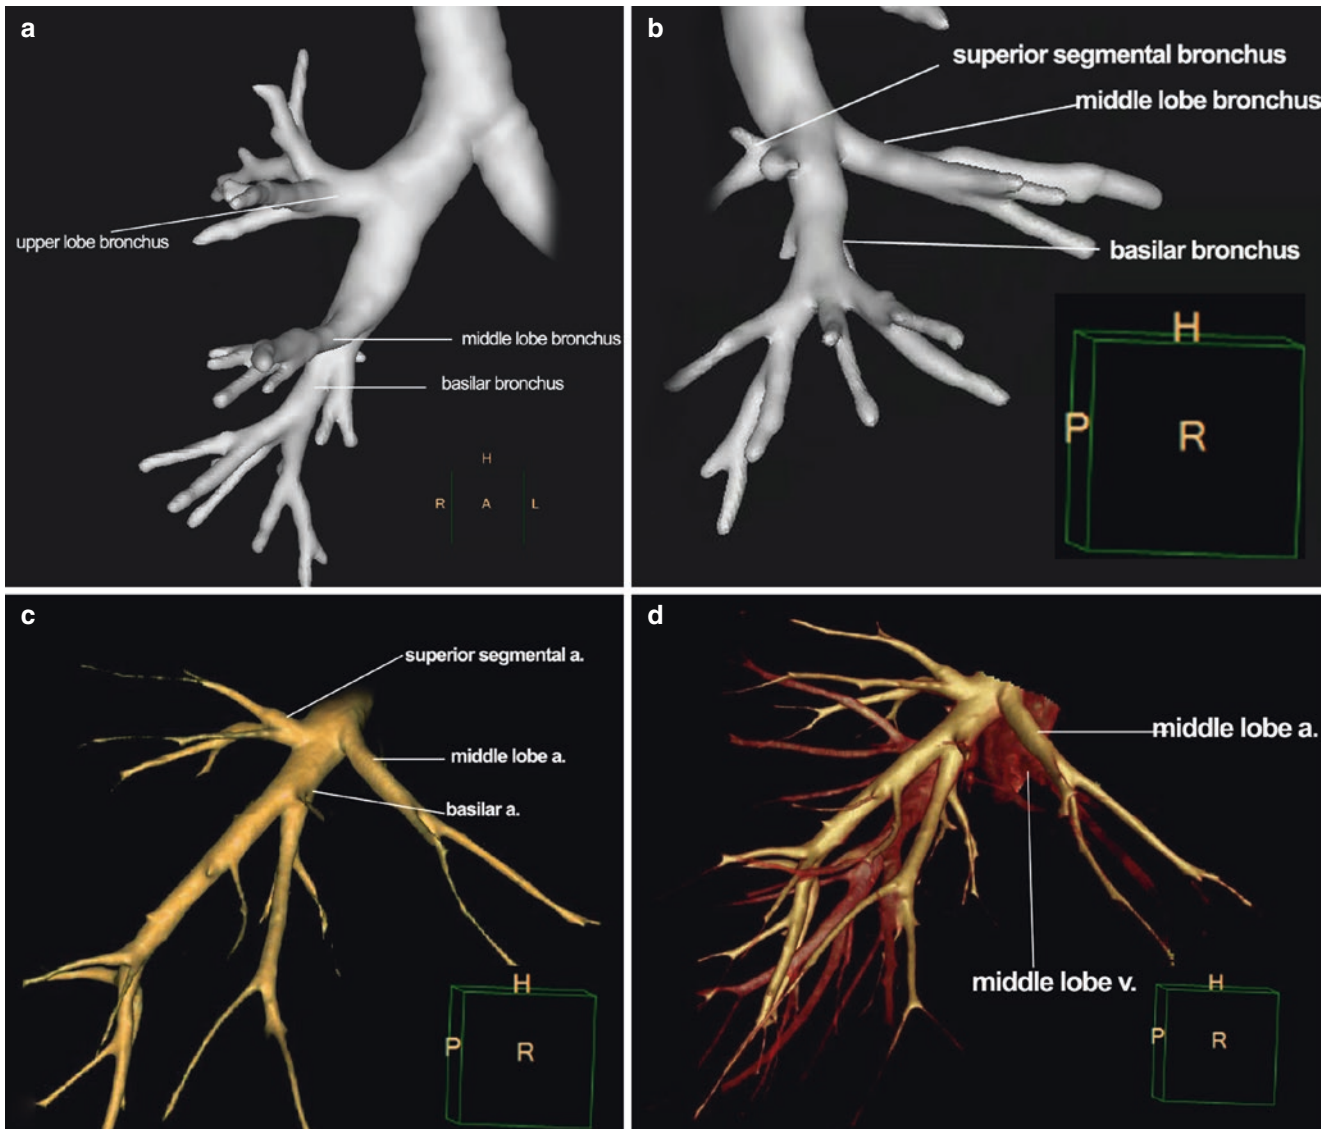 a
upper lobe bronchus
middle lobe bronchus
basilar bronchus
H
R A L
b
superior segmental bronchus
middle lobe bronchus
basilar bronchus
H
P R
c
superior segmental a.
middle lobe a.
basilar a.
H
P R
d
middle lobe a.
middle lobe v.
H
P R